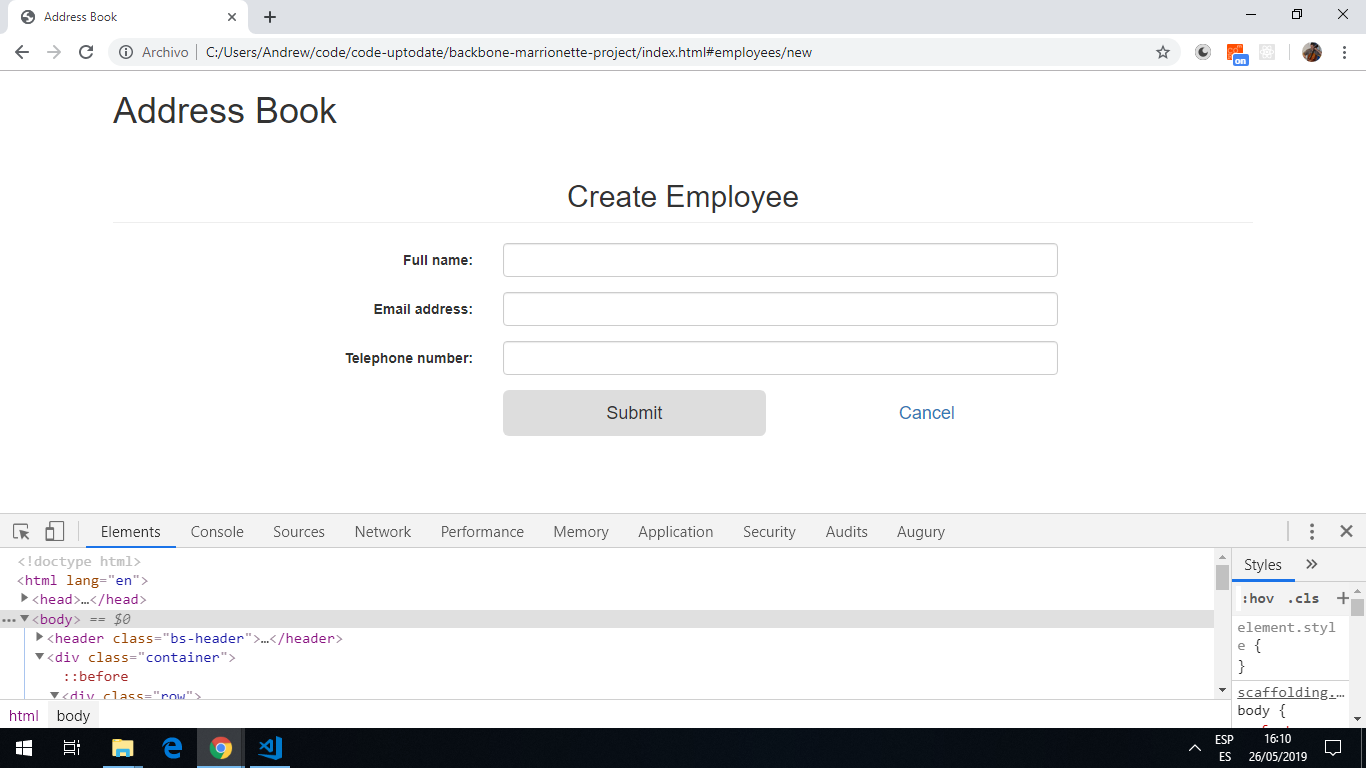 Address Book
Archivo C:/Users/Andrew/code/code-uptodate/backbone-marrionette-project/index.html#employees/new
on
Address Book
Create Employee
Full name:
Email address:
Telephone number:
Submit Cancel
Elements Console Sources Network Performance Memory Application Security Audits Augury
<!doctype html>
<html lang="en">
<head>…</head>
<body> == $0
<header class="bs-header">…</header>
<div class="container">
::before
<div class="row">
html body
Styles
:hov .cls
element.styl
e {
}
scaffolding.…
body {
ESP
ES
16:10
26/05/2019